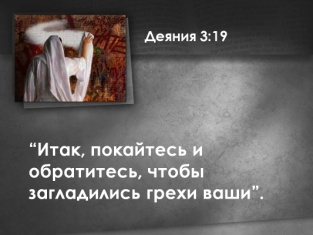 Деяния 3:19
“Итак, покайтесь и
обратитесь, чтобы
загладились грехи ваши”.